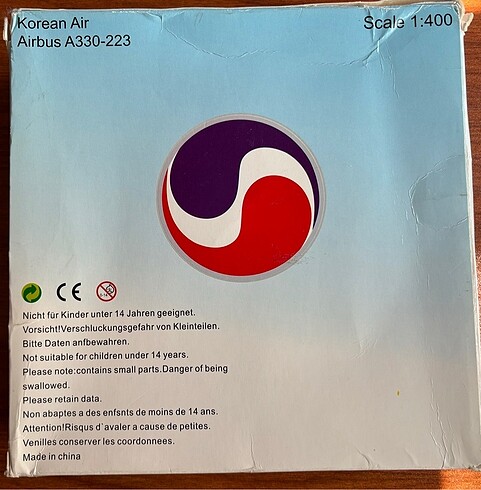 Korean Air
Airbus A330-223
Scale 1:400
CE
Nicht für Kinder unter 14 Jahren geeignet.
Vorsicht!Verschluckungsgefahr von Kleinteilen.
Bitte Daten anfbewahren.
Not suitable for children under 14 years.
Please note:contains small parts.Danger of being
swallowed.
Please retain data.
Non abaptes a des enfsnts de moins de 14 ans.
Attention!Risqus d`avaler a cause de petites.
Venilles conserver les coordonnees.
Made in china